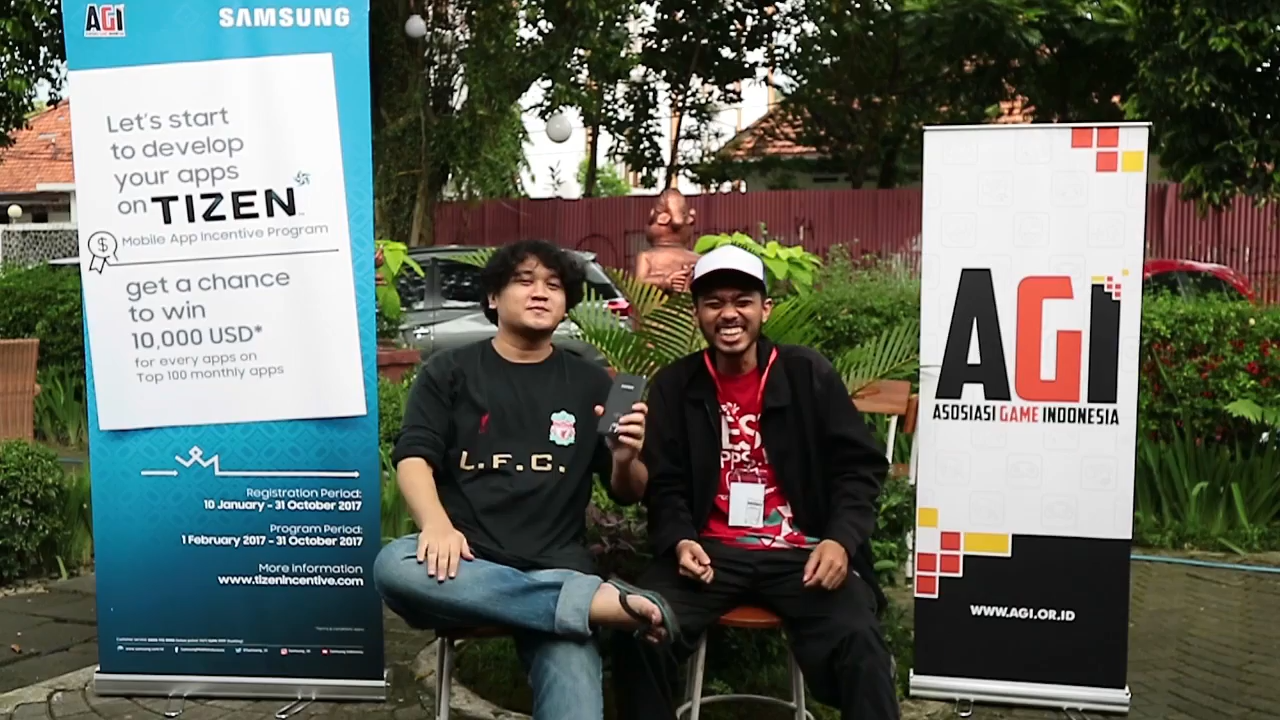 AGI
SAMSUNG
Let's start
to develop
your apps
on TIZEN
Mobile App Incentive Program
get a chance
to win
10,000 USD*
for every apps on
Top 100 monthly apps
Registration Period:
10 January - 31 October 2017
Program Period:
1 February 2017 - 31 October 2017
More Information
www.tizenincentive.com
L.F.C.
SAMSUNG
AGI
ASOSIASI GAME INDONESIA
WWW.AGI.OR.ID